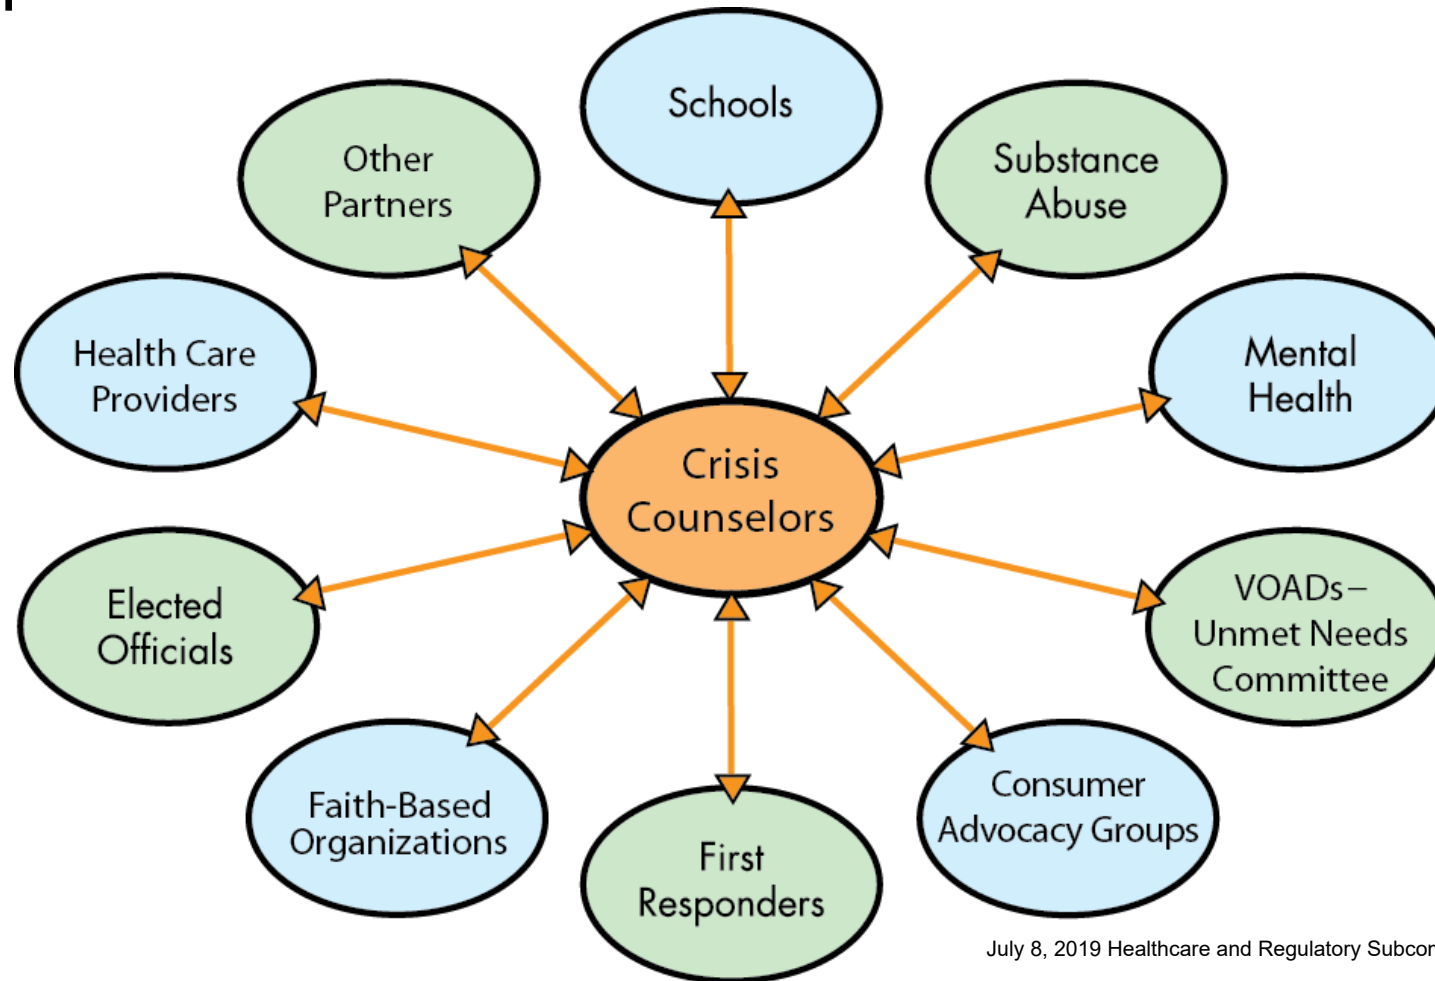 Schools
Other
Partners
Substance
Abuse
Health Care
Providers
Mental
Health
Crisis
Counselors
Elected
Officials
VOADs–
Unmet Needs
Committee
Faith-Based
Organizations
First
Responders
Consumer
Advocacy Groups
July 8, 2019 Healthcare and Regulatory